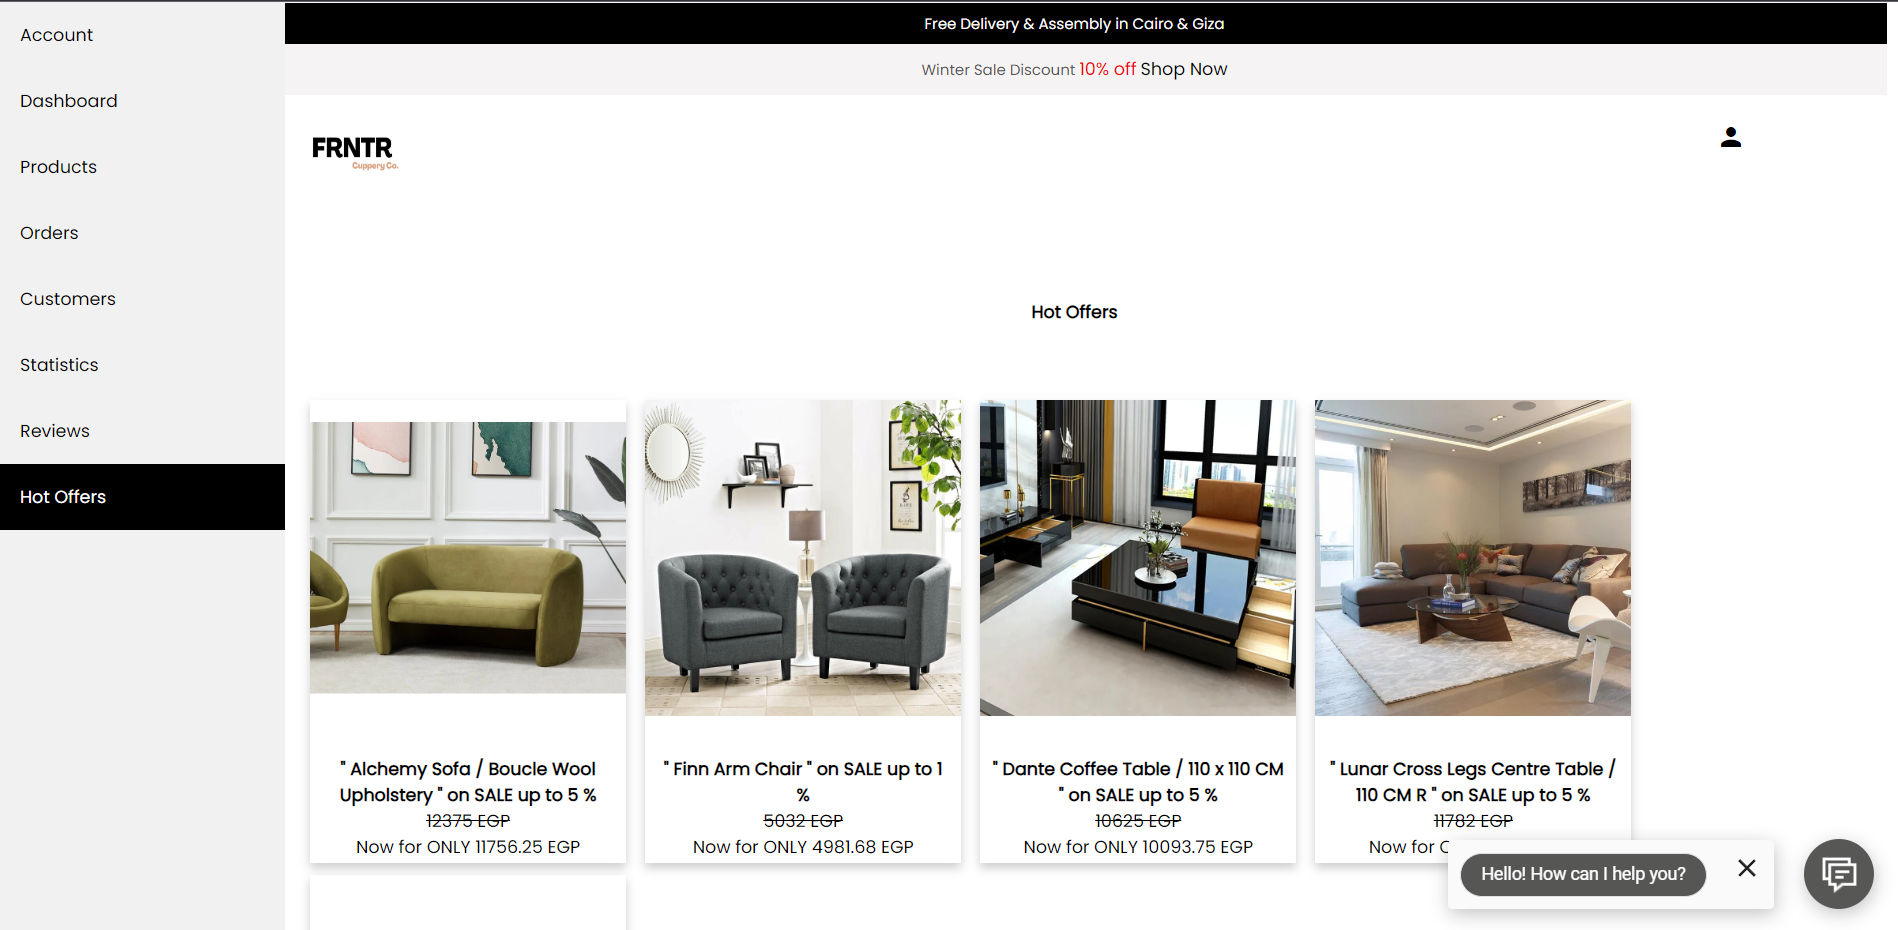 Free Delivery & Assembly in Cairo & Giza
Winter Sale Discount 10% off Shop Now
Account
Dashboard
Products
Orders
Customers
Statistics
Reviews
Hot Offers
FRNTR
Cuppery Co.
Hot Offers
" Alchemy Sofa / Boucle Wool
Upholstery " on SALE up to 5 %
12375 EGP
Now for ONLY 11756.25 EGP
" Finn Arm Chair " on SALE up to 1
%
5032 EGP
Now for ONLY 4981.68 EGP
" Dante Coffee Table / 110 x 110 CM
" on SALE up to 5 %
10625 EGP
Now for ONLY 10093.75 EGP
" Lunar Cross Legs Centre Table /
110 CM R " on SALE up to 5 %
11782 EGP
Now for
Hello! How can I help you?